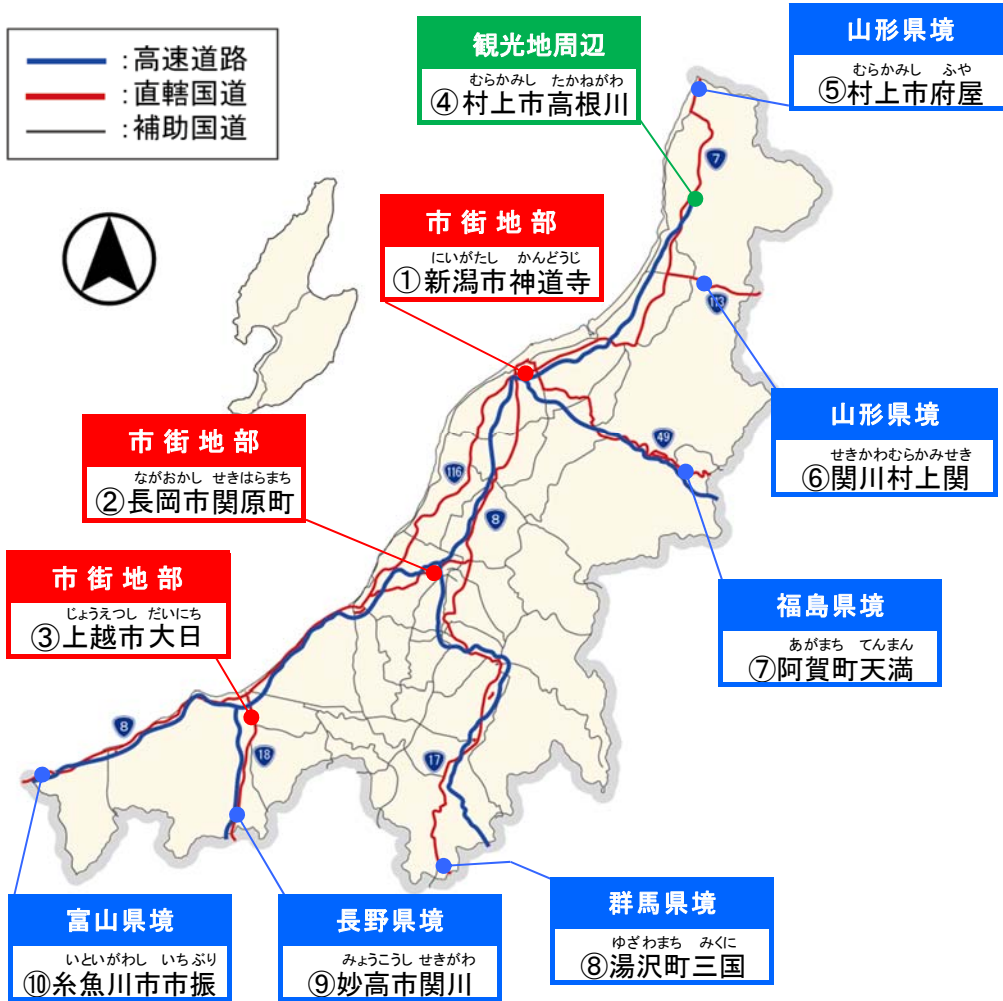 ：高速道路
：直轄国道
：補助国道
観光地周辺
むらかみし たかねがわ
④村上市高根川
山形県境
むらかみし ふや
⑤村上市府屋
7
市街地部
にいがたし かんどうじ
①新潟市神道寺
113
山形県境
せきかわむらかみせき
⑥関川村上関
市街地部
ながおかし せきはらまち
②長岡市関原町
49
116
8
市街地部
じょうえつし だいにち
③上越市大日
福島県境
あがまち てんまん
⑦阿賀町天満
8
18
17
富山県境
いといがわし いちぶり
⑩糸魚川市市振
長野県境
みょうこうし せきがわ
⑨妙高市関川
群馬県境
ゆざわまち みくに
⑧湯沢町三国